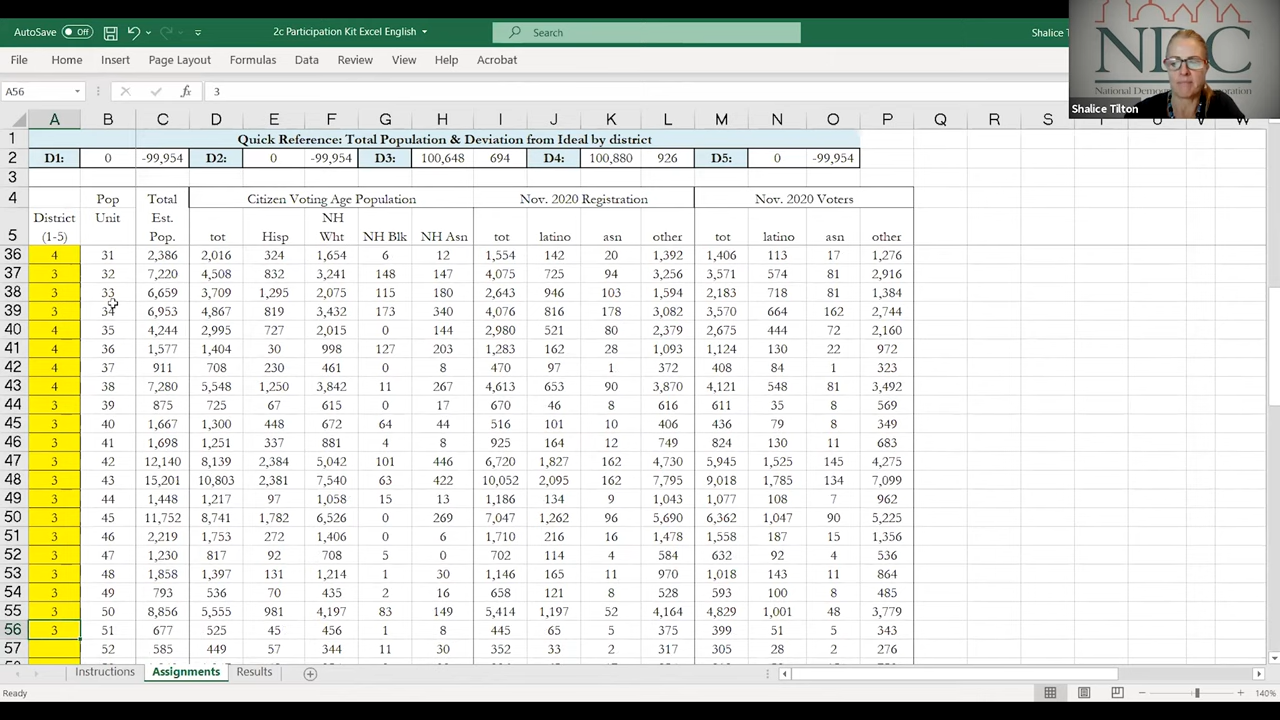 AutoSave Off 2c Participation Kit Excel English Search Shalice T
File Home Insert Page Layout Formulas Data Review View Help Acrobat
NDC
National Demo
Shalice Tilton
A56 fx 3
A B C D E F G H I J K L M N O P Q R S T U V W
1 Quick Reference: Total Population & Deviation from Ideal by district
2 D1: 0 -99,954 D2: 0 -99,954 D3: 100,648 694 D4: 100,880 926 D5: 0 -99,954
3
4 Pop Total Citizen Voting Age Population Nov. 2020 Registration Nov. 2020 Voters
District Unit Est. NH
5 (1-5) Pop. tot Hisp Wht NH Blk NH Asn tot latino asn other tot latino asn other
36 4 31 2,386 2,016 324 1,654 6 12 1,554 142 20 1,392 1,406 113 17 1,276
37 3 32 7,220 4,508 832 3,241 148 147 4,075 725 94 3,256 3,571 574 81 2,916
38 3 33 6,659 3,709 1,295 2,075 115 180 2,643 946 103 1,594 2,183 718 81 1,384
39 3 34 6,953 4,867 819 3,432 173 340 4,076 816 178 3,082 3,570 664 162 2,744
40 4 35 4,244 2,995 727 2,015 0 144 2,980 521 80 2,379 2,675 444 72 2,160
41 4 36 1,577 1,404 30 998 127 203 1,283 162 28 1,093 1,124 130 22 972
42 4 37 911 708 230 461 0 8 470 97 1 372 408 84 1 323
43 4 38 7,280 5,548 1,250 3,842 11 267 4,613 653 90 3,870 4,121 548 81 3,492
44 3 39 875 725 67 615 0 17 670 46 8 616 611 35 8 569
45 3 40 1,667 1,300 448 672 64 44 516 101 10 406 436 79 8 349
46 3 41 1,698 1,251 337 881 4 8 925 164 12 749 824 130 11 683
47 3 42 12,140 8,139 2,384 5,042 101 446 6,720 1,827 162 4,730 5,945 1,525 145 4,275
48 3 43 15,201 10,803 2,381 7,540 63 422 10,052 2,095 162 7,795 9,018 1,785 134 7,099
49 3 44 1,448 1,217 97 1,058 15 13 1,186 134 9 1,043 1,077 108 7 962
50 3 45 11,752 8,741 1,782 6,526 0 269 7,047 1,262 96 5,690 6,362 1,047 90 5,225
51 3 46 2,219 1,753 272 1,406 0 6 1,710 216 16 1,478 1,558 187 15 1,356
52 3 47 1,230 817 92 708 5 0 702 114 4 584 632 92 4 536
53 3 48 1,858 1,397 131 1,214 1 30 1,146 165 11 970 1,018 143 11 864
54 3 49 793 536 70 435 2 16 658 121 8 528 593 100 8 485
55 3 50 8,856 5,555 981 4,197 83 149 5,414 1,197 52 4,164 4,829 1,001 48 3,779
56 3 51 677 525 45 456 1 8 445 65 5 375 399 51 5 343
57 52 585 449 57 344 11 30 352 33 2 317 305 28 2 276
Instructions Assignments Results
Ready 140%